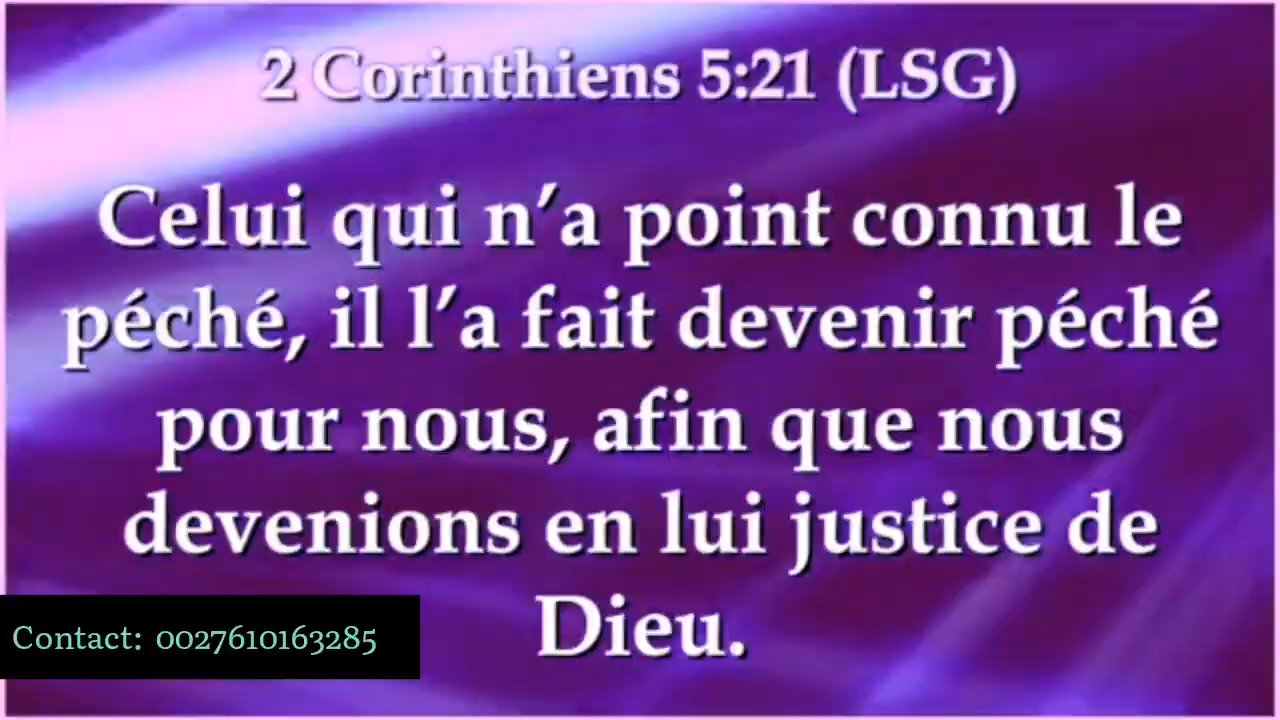 2 Corinthiens 5:21 (LSG)
Celui qui n’a point connu le
péché, il l’a fait devenir péché
pour nous, afin que nous
devenions en lui justice de
Dieu.
Contact: 0027610163285